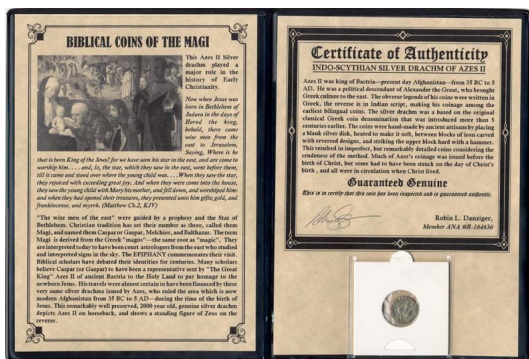 BIBLICAL COINS OF THE MAGI
This Azes II Silver
drachm played a
major role in the
history of Early
Christianity.
Now when Jesus was
born in Bethlehem of
Judaea in the days of
Herod the king,
behold, there came
wise men from the
east to Jerusalem,
Saying, Where is he
that is born King of the Jews? for we have seen his star in the east, and are come to
worship him. . . . and, lo, the star, which they saw in the east, went before them,
til it came and stood over where the young child was. . . .When they saw the star,
they rejoiced with exceeding great joy. And when they were come into the house,
they saw the young child with Mary his mother, and fell down, and worshipped him:
and when they had opened their treasures, they presented unto him gifts; gold, and
frankincense, and myrrh. (Matthew Ch.2, KJV)
"The wise men of the east" were guided by a prophesy and the Star of
Bethlehem. Christian tradition has set their number as three, called them
Magi, and named them Caspar or Gaspar, Melchior, and Balthazar. The term
Magi is derived from the Greek "magos"—the same root as "magic". They
are interpreted today to have been court astrologers from the east who studied
and interpreted signs in the sky. The EPIPHANY commemorates their visit.
Biblical scholars have debated their identities for centuries. Many scholars
believe Caspar (or Gaspar) to have been a representative sent by "The Great
King" Azes II of ancient Bactria to the Holy Land to pay homage to the
newborn Jesus. His travels were almost certain to have been financed by these
very same silver drachms issued by Azes, who ruled the area which is now
modern Afghanistan from 35 BC to 5 AD—during the time of the birth of
Jesus. This remarkably well preserved, 2000 year old, genuine silver drachm
depicts Azes II on horseback, and shows a standing figure of Zeus on the
reverse.
Certificate of Authenticity
INDO-SCYTHIAN SILVER DRACHM OF AZES II
Azes II was king of Bactria—present day Afghanistan—from 35 BC to 5
AD. He was a political descendant of Alexander the Great, who brought
Greek culture to the east. The obverse legends of his coins were written in
Greek, the reverse is in Indian script, making his coinage among the
earliest bilingual coins. The silver drachm was a based on the original
classical Greek coin denomination that was introduced more than 5
centuries earlier. The coins were hand-made by ancient artisans by placing
a blank silver disk, heated to make it soft, between blocks of iron carved
with reversed designs, and striking the upper block hard with a hammer.
This resulted in imperfect, but remarkably detailed coins considering the
crudeness of the method. Much of Azes's coinage was issued before the
birth of Christ, but some had to have been struck on the day of Christ's
birth , and all were in circulation when Christ lived.
Guaranteed Genuine
This is to certify that this coin has been inspected and is guaranteed authentic.
Robin L. Danziger,
Member ANA #R-164636